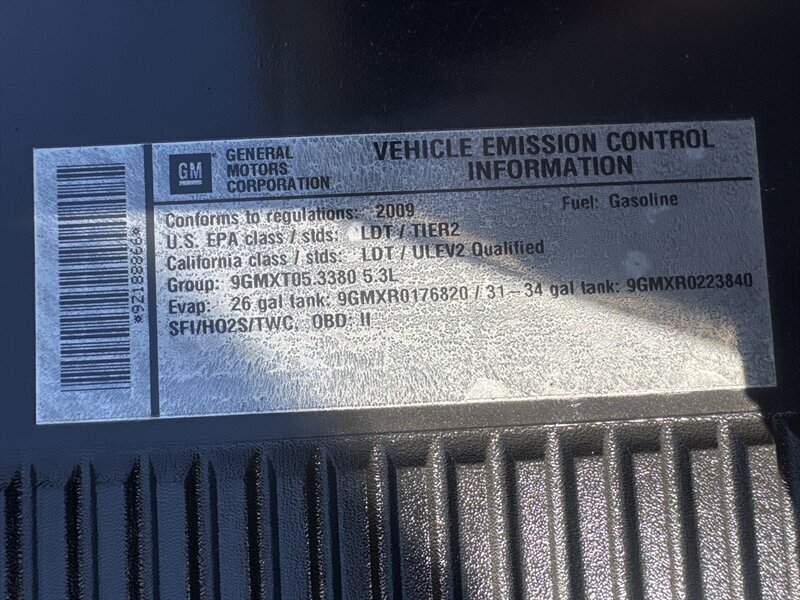 GM
GENERAL
MOTORS
CORPORATION
VEHICLE EMISSION CONTROL
INFORMATION
Conforms to regulations: 2009 Fuel: Gasoline
U.S. EPA class / stds: LDT / TIER2
California class / stds: LDT / ULEV2 Qualified
Group: 9GMXT05.3380 5.3L
Evap: 26 gal tank: 9GMXR0176820 / 31-34 gal tank: 9GMXR0223840
SFI/HO2S/TWC, OBD: II
*9Z188866*